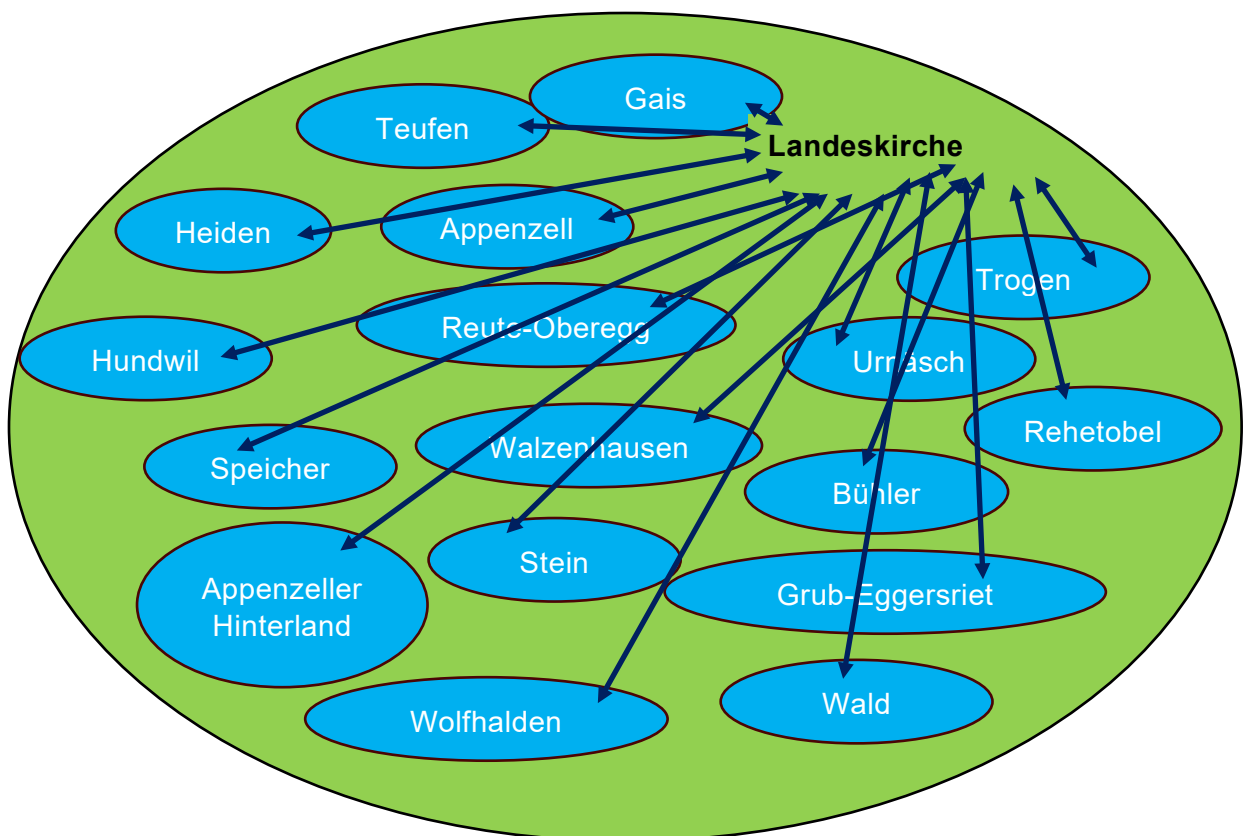 Gais
Teufen
Landeskirche
Heiden
Appenzell
Trogen
Reute-Oberegg
Hundwil
Urnäsch
Rehetobel
Walzenhausen
Speicher
Bühler
Stein
Appenzeller
Hinterland
Grub-Eggersriet
Wald
Wolfhalden